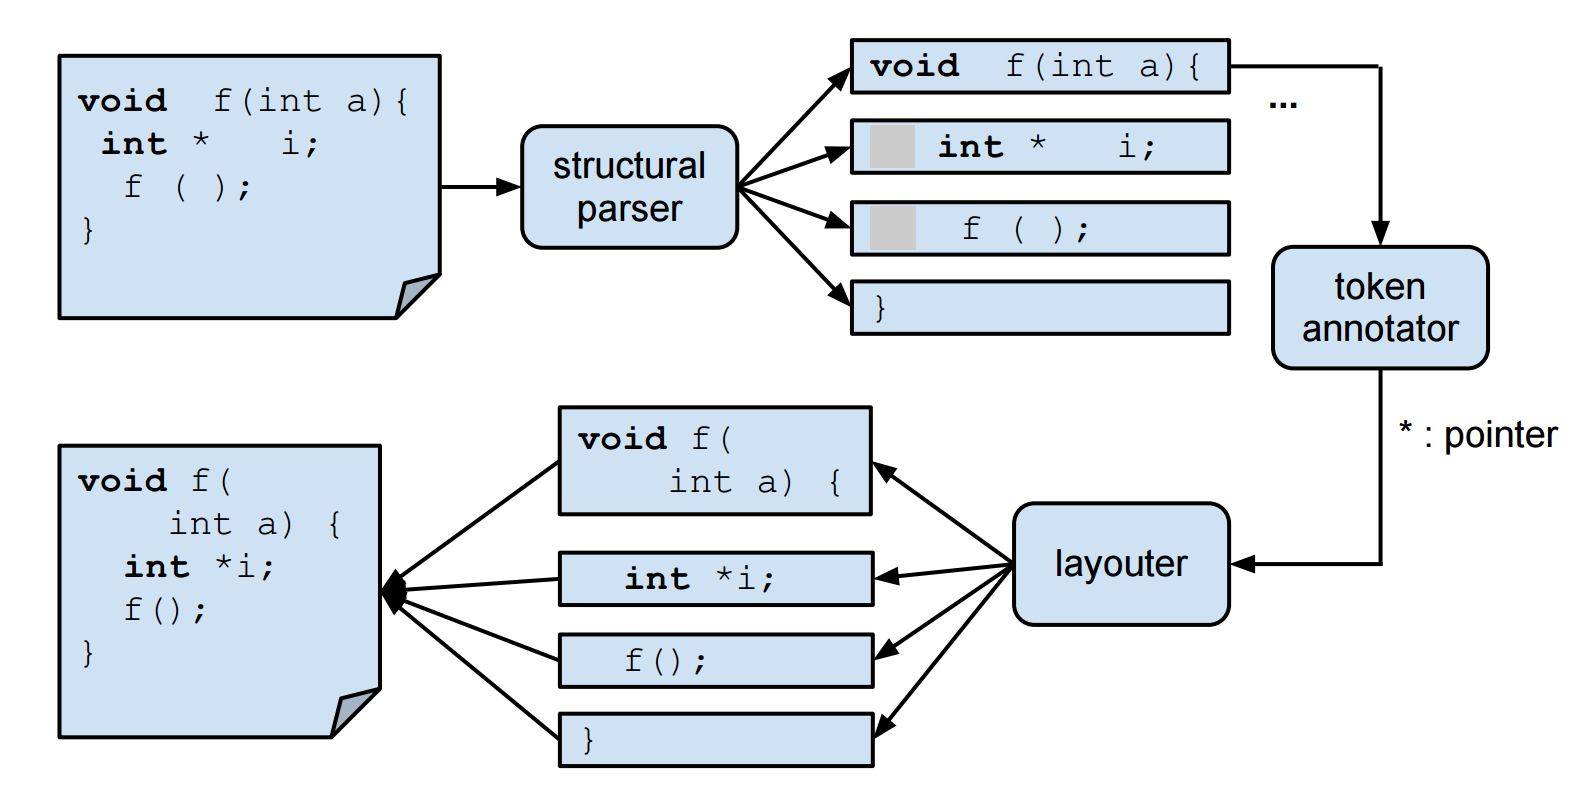 void  f(int a){
 int *   i;
  f ( );
}
structural
parser
void  f(int a){
int *   i;
f ( );
}
...
token
annotator
* : pointer
layouter
void f(
    int a) {
int *i;
f();
}
void f(
    int a) {
  int *i;
  f();
}